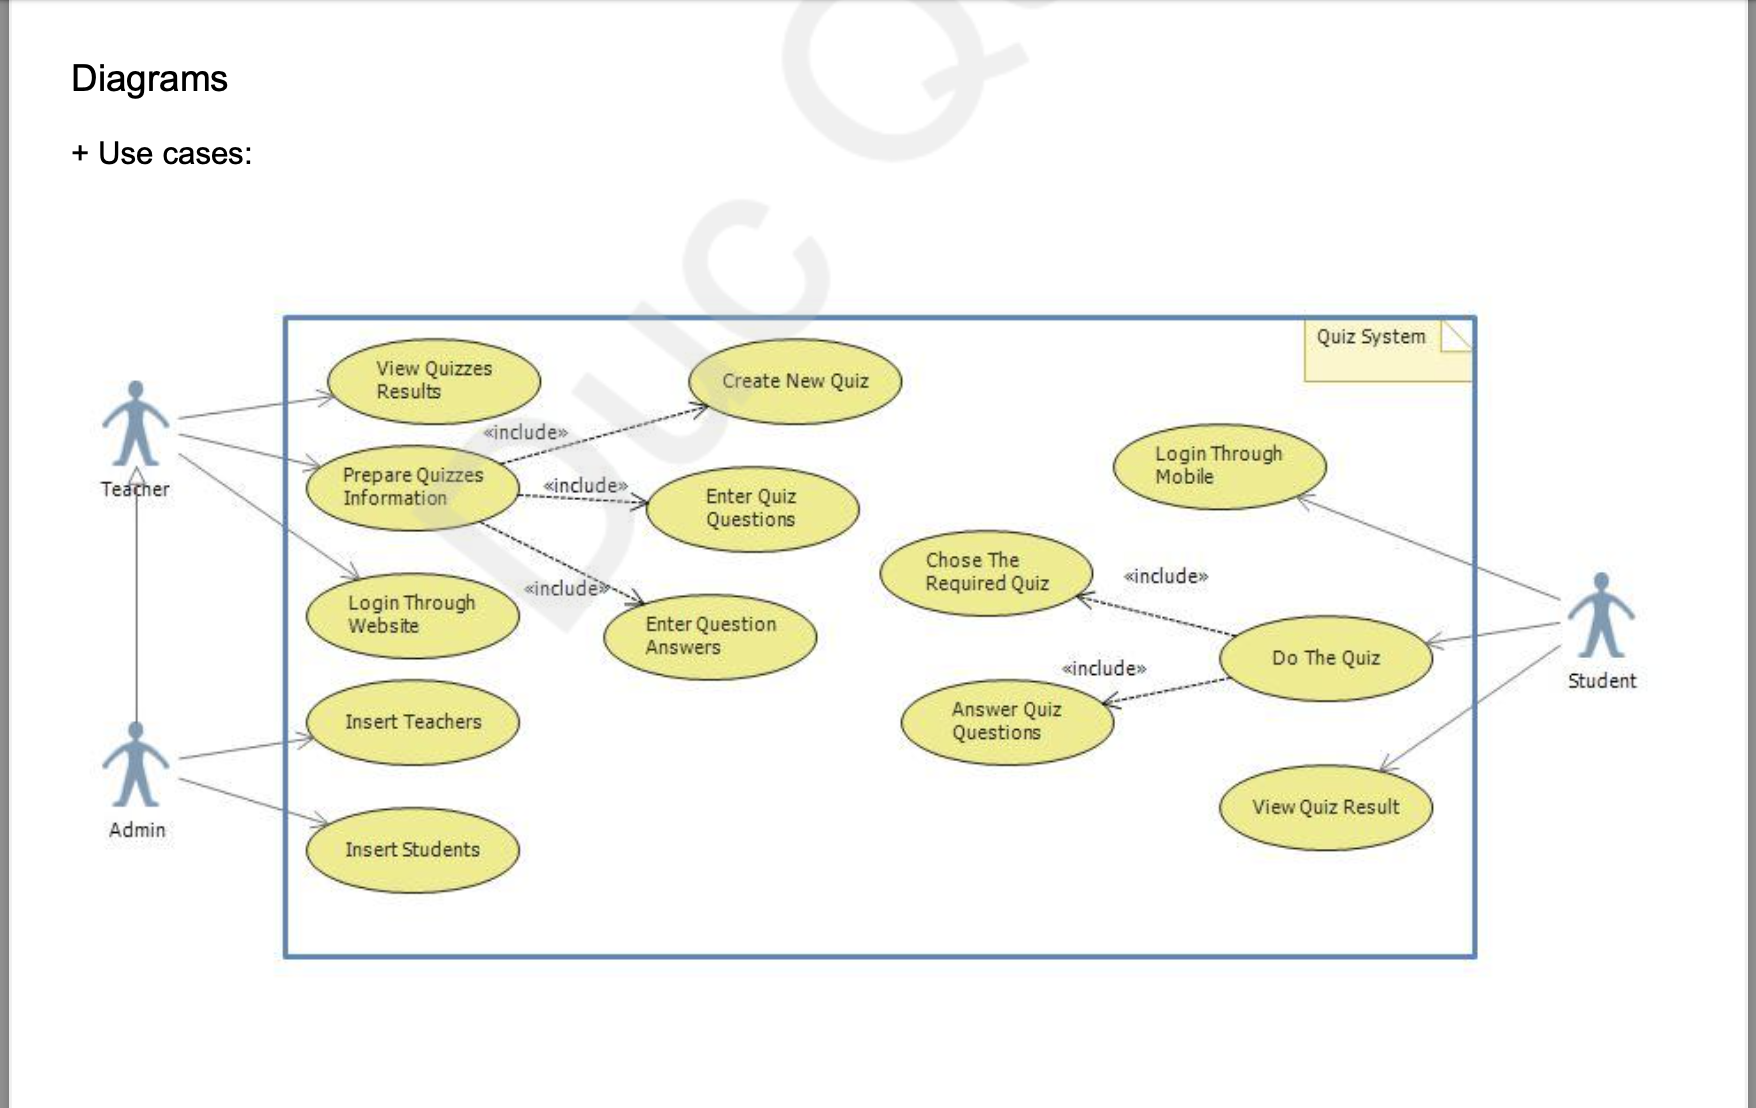 Diagrams
+ Use cases:
Duc
Quiz System
View Quizzes
Results
Create New Quiz
«include»
Prepare Quizzes
Information
«include»
Enter Quiz
Questions
«include»
Login Through
Website
Enter Question
Answers
Insert Teachers
Insert Students
Teacher
Admin
Login Through
Mobile
Chose The
Required Quiz
«include»
Do The Quiz
«include»
Answer Quiz
Questions
View Quiz Result
Student